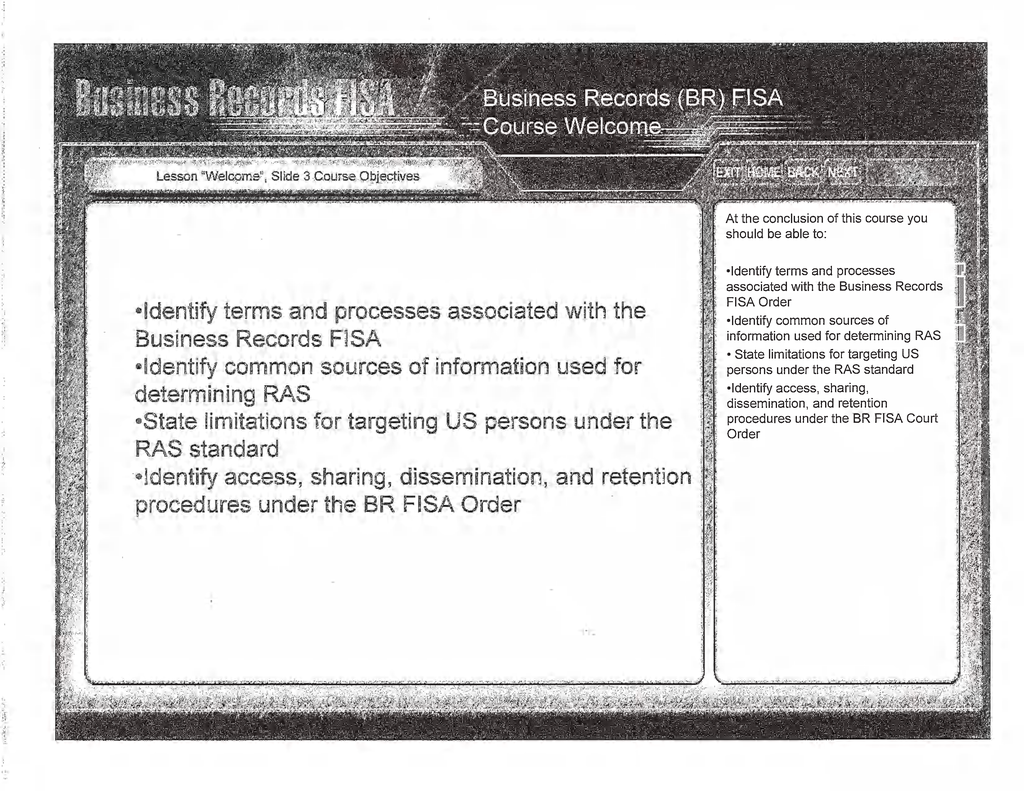 Business Records FISA
Business Records (BR) FISA
Course Welcome
Lesson "Welcome", Slide 3 Course Objectives
EXIT HOME BACK NEXT
•Identify terms and processes associated with the
Business Records FISA
•Identify common sources of information used for
determining RAS
•State limitations for targeting US persons under the
RAS standard
•Identify access, sharing, dissemination, and retention
procedures under the BR FISA Order
At the conclusion of this course you
should be able to:
•Identify terms and processes
associated with the Business Records
FISA Order
•Identify common sources of
information used for determining RAS
• State limitations for targeting US
persons under the RAS standard
•Identify access, sharing,
dissemination, and retention
procedures under the BR FISA Court
Order